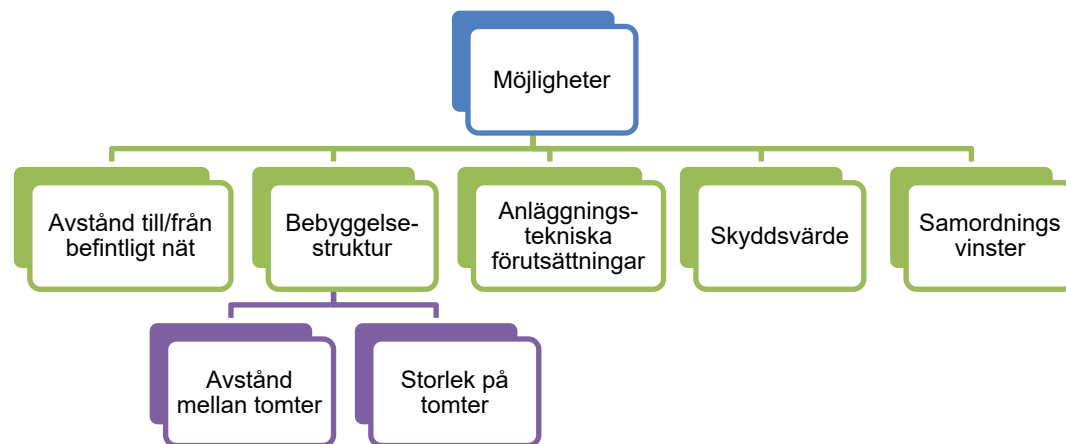 Möjligheter
Avstånd till/från
befintligt nät
Bebyggelse-
struktur
Anläggnings-
tekniska
förutsättningar
Skyddsvärde
Samordnings
vinster
Avstånd
mellan tomter
Storlek på
tomter